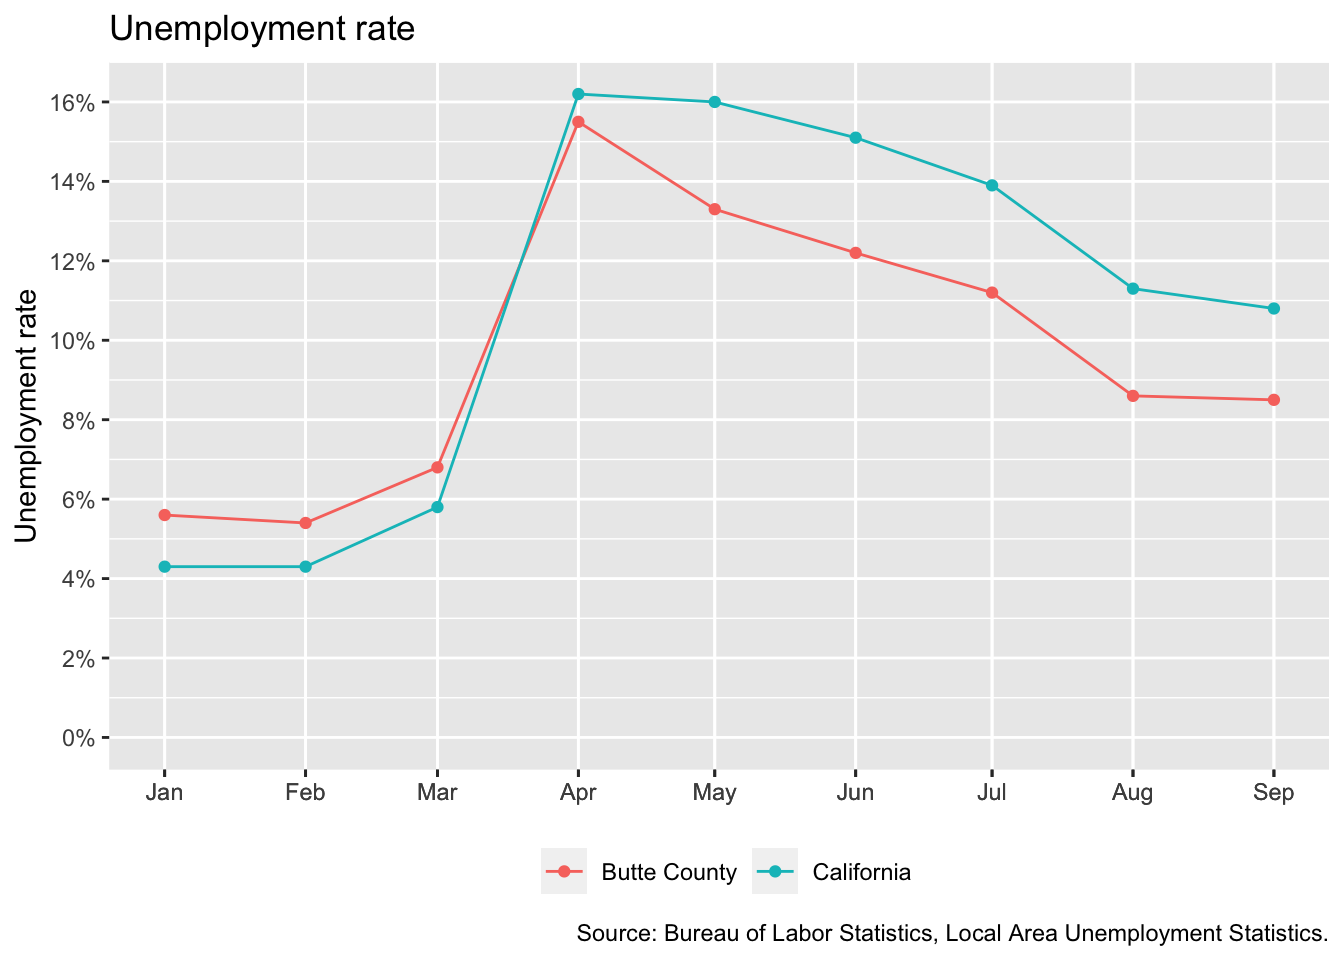 Unemployment rate
Unemployment rate
16%
14%
12%
10%
8%
6%
4%
2%
0%
Jan Feb Mar Apr May Jun Jul Aug Sep
Butte County California
Source: Bureau of Labor Statistics, Local Area Unemployment Statistics.